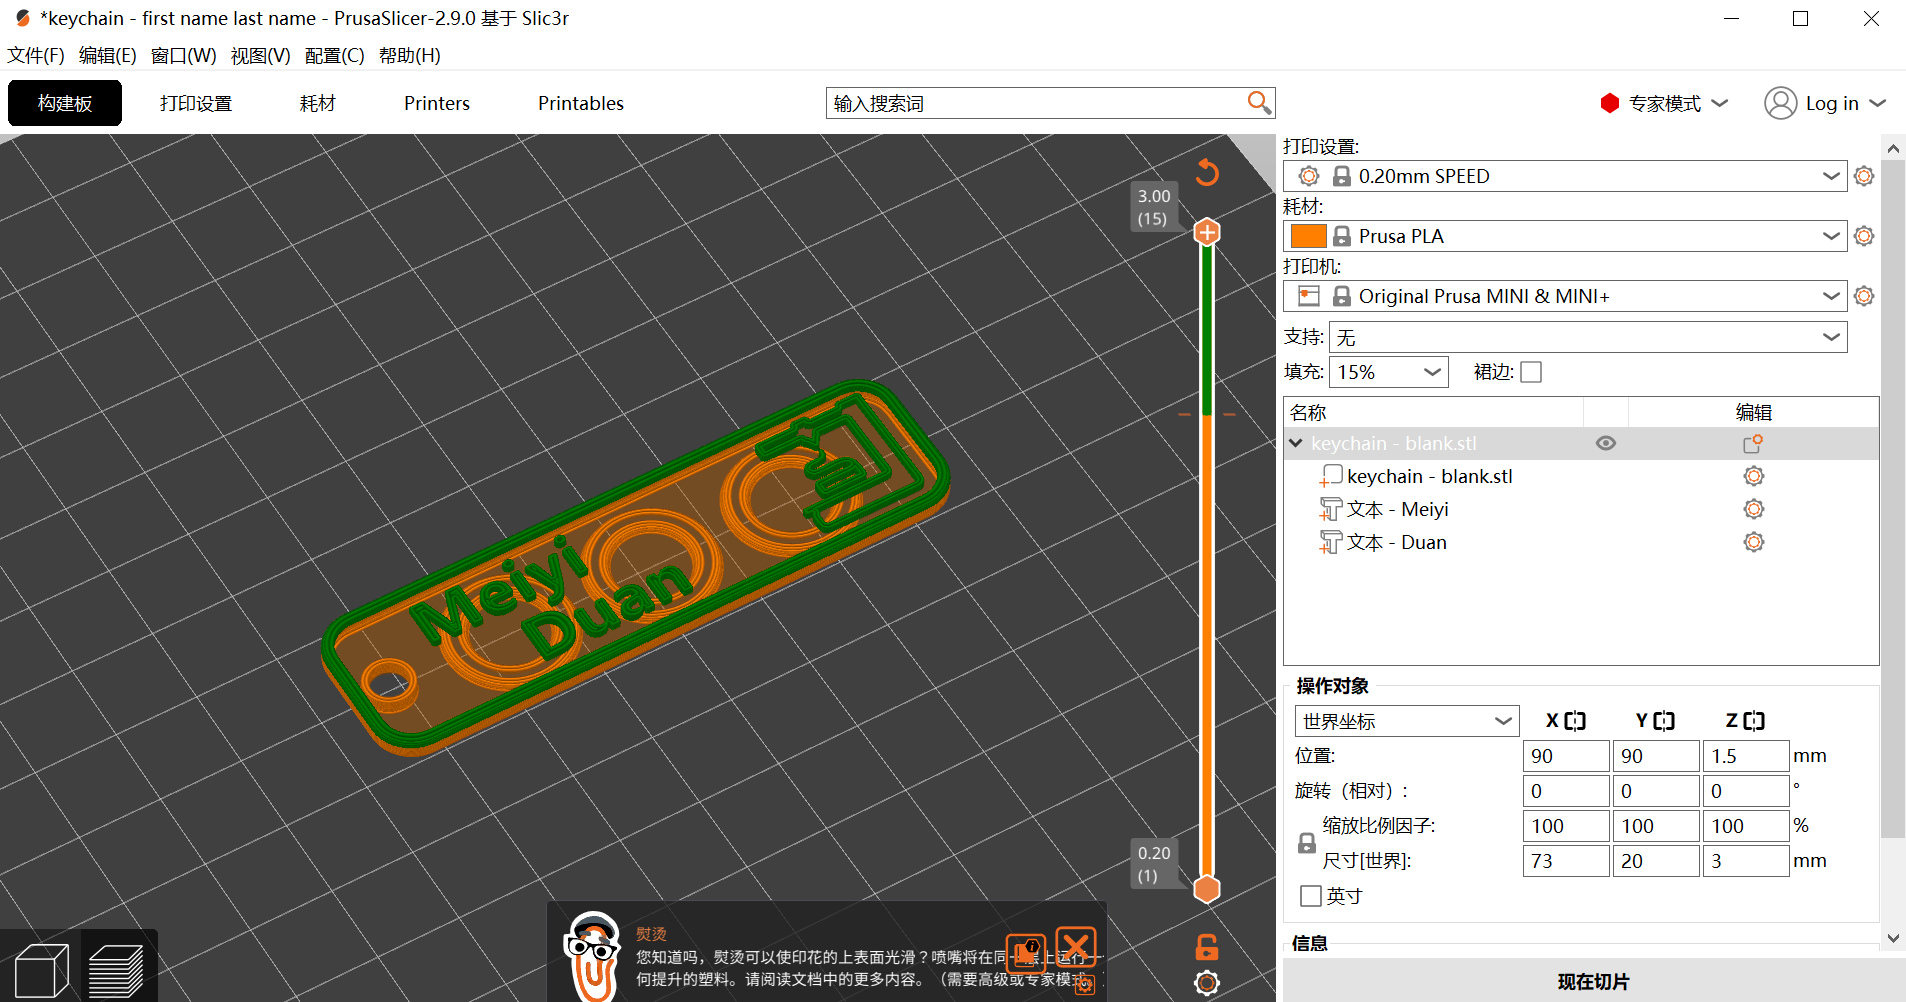 *keychain - first name last name - PrusaSlicer-2.9.0 基于 Slic3r
文件(F) 编辑(E) 窗口(W) 视图(V) 配置(C) 帮助(H)
构建板 打印设置 耗材 Printers Printables 输入搜索词 专家模式 Log in
打印设置:
0.20mm SPEED
耗材:
Prusa PLA
打印机:
Original Prusa MINI & MINI+
支持: 无
填充: 15% 裙边:
名称 编辑
keychain - blank.stl
keychain - blank.stl
文本 - Meiyi
文本 - Duan
操作对象
世界坐标 X Y Z
位置: 90 90 1.5 mm
旋转（相对）: 0 0 0 °
缩放比例因子: 100 100 100 %
尺寸[世界]: 73 20 3 mm
英寸
信息
现在切片
3.00
(15)
Meiyi
Duan
0.20
(1)
熨烫
您知道吗，熨烫可以使印花的上表面光滑？喷嘴将在同一层上运行一
何提升的塑料。请阅读文档中的更多内容。（需要高级或专家模式。